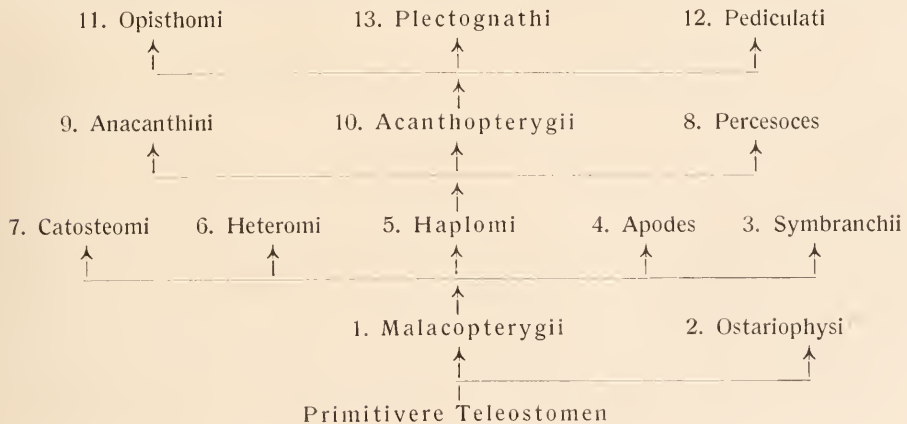 11. Opisthomi 13. Plectognathi 12. Pediculati
9. Anacanthini 10. Acanthopterygii 8. Percesoces
7. Catosteomi 6. Heteromi 5. Haplomi 4. Apodes 3. Symbranchii
1. Malacopterygii 2. Ostariophysi
Primitivere Teleostomen